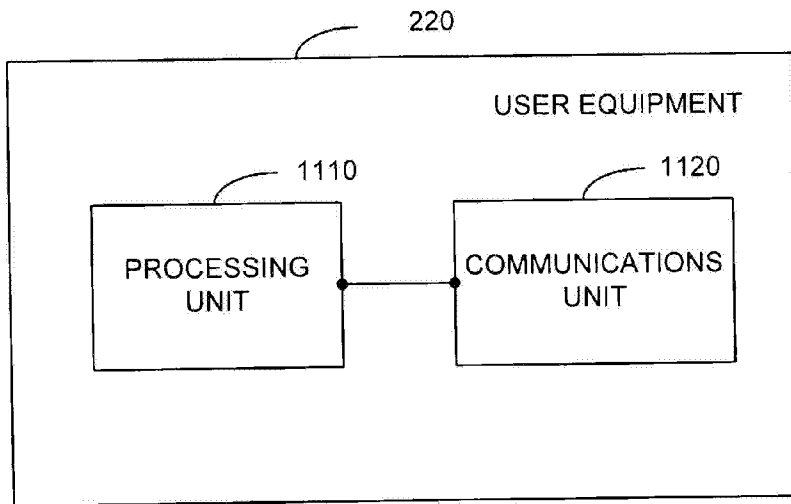 220
USER EQUIPMENT
1110
1120
PROCESSING
UNIT
COMMUNICATIONS
UNIT